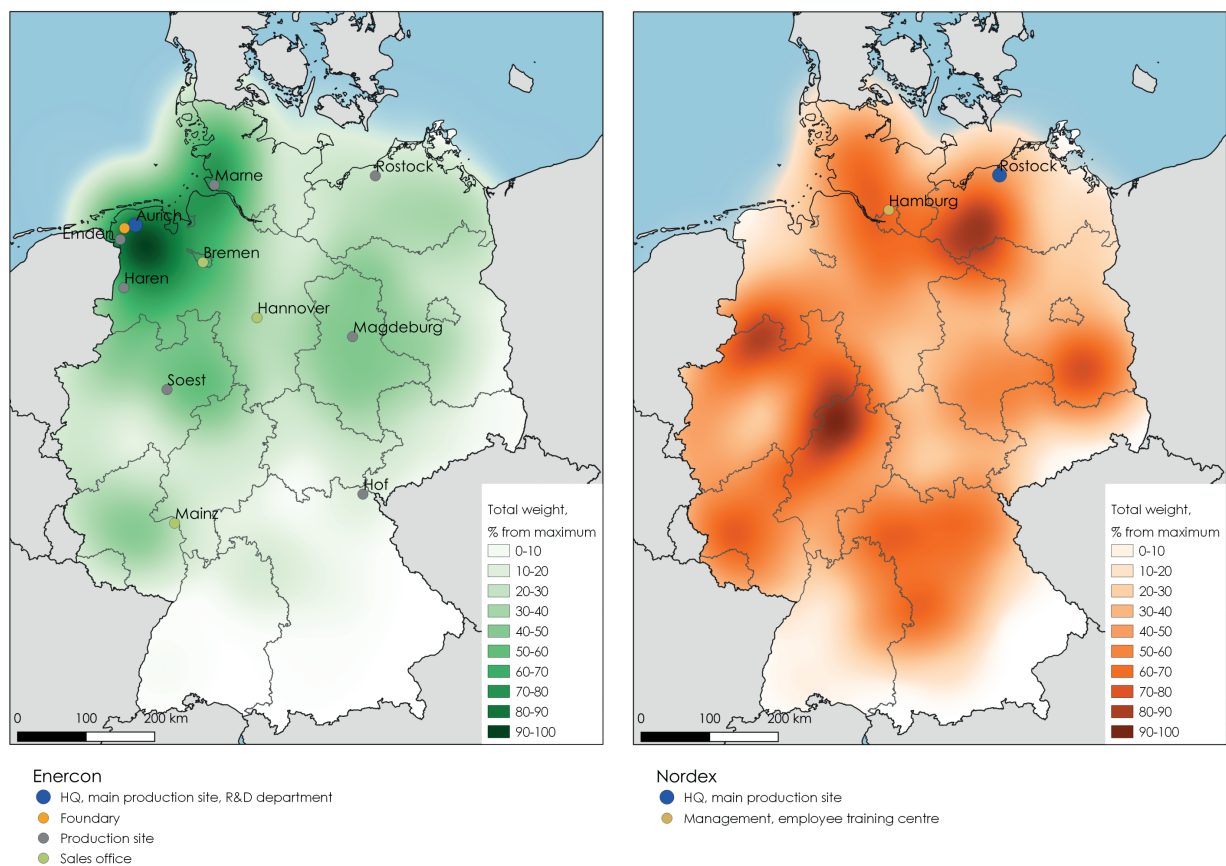 Marne
Rostock
Aurich
Emden
Bremen
Haren
Hannover
Magdeburg
Soest
Hof
Mainz
Total weight,
% from maximum
0-10
10-20
20-30
30-40
40-50
50-60
60-70
70-80
80-90
90-100
0 100 200 km
Rostock
Hamburg
Total weight,
% from maximum
0-10
10-20
20-30
30-40
40-50
50-60
60-70
70-80
80-90
90-100
0 100 200 km
Enercon
HQ, main production site, R&D department
Foundary
Production site
Sales office
Nordex
HQ, main production site
Management, employee training centre